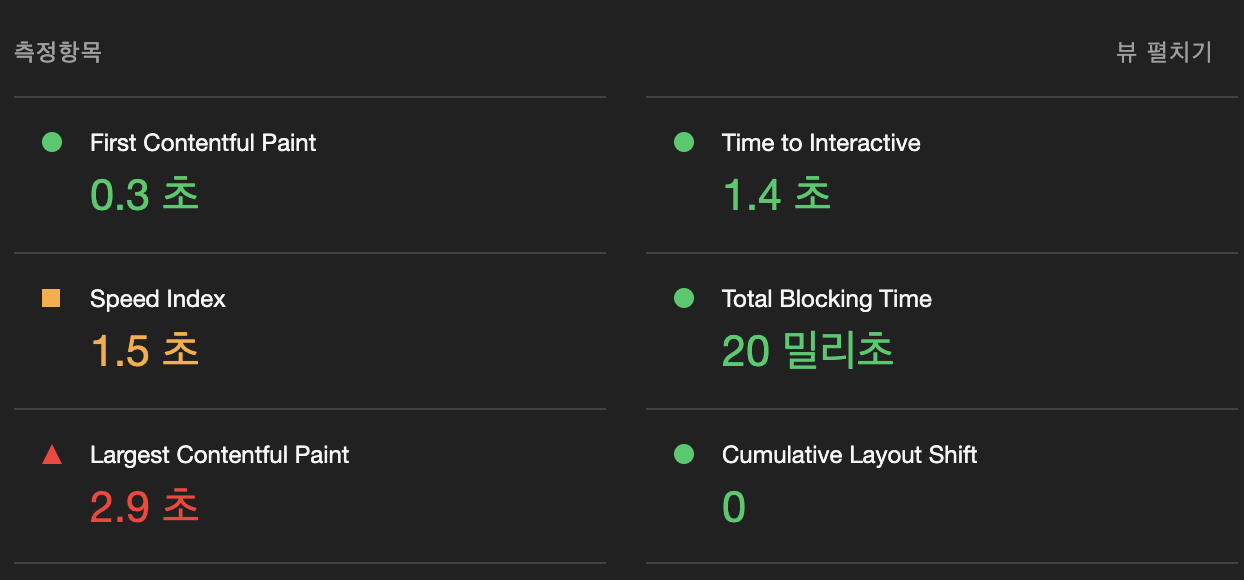 측정항목
뷰 펼치기
First Contentful Paint
0.3 초
Time to Interactive
1.4 초
Speed Index
1.5 초
Total Blocking Time
20 밀리초
Largest Contentful Paint
2.9 초
Cumulative Layout Shift
0